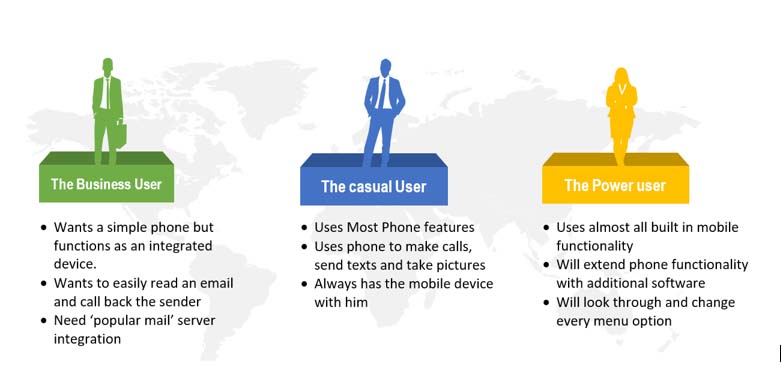 The Business User
• Wants a simple phone but
functions as an integrated
device.
• Wants to easily read an email
and call back the sender
• Need ‘popular mail’ server
integration
The casual User
• Uses Most Phone features
• Uses phone to make calls,
send texts and take pictures
• Always has the mobile device
with him
The Power user
• Uses almost all built in mobile
functionality
• Will extend phone functionality
with additional software
• Will look through and change
every menu option